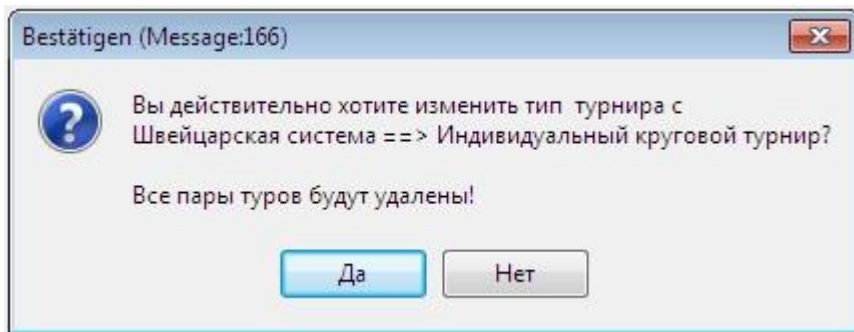 Bestätigen (Message:166)
Вы действительно хотите изменить тип  турнира с
Швейцарская система ==> Индивидуальный круговой турнир?
Все пары туров будут удалены!
Да
Нет